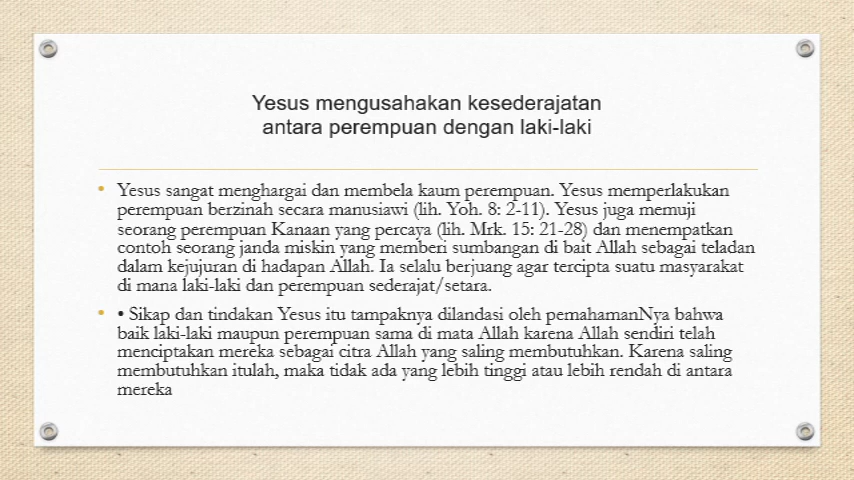 Yesus mengusahakan kesederajatan
antara perempuan dengan laki-laki
• Yesus sangat menghargai dan membela kaum perempuan. Yesus memperlakukan
perempuan berzinah secara manusiawi (lih. Yoh. 8: 2-11). Yesus juga memuji
seorang perempuan Kanaan yang percaya (lih. Mrk. 15: 21-28) dan menempatkan
contoh seorang janda miskin yang memberi sumbangan di bait Allah sebagai teladan
dalam kejujuran di hadapan Allah. Ia selalu berjuang agar tercipta suatu masyarakat
di mana laki-laki dan perempuan sederajat/setara.
• • Sikap dan tindakan Yesus itu tampaknya dilandasi oleh pemahamanNya bahwa
baik laki-laki maupun perempuan sama di mata Allah karena Allah sendiri telah
menciptakan mereka sebagai citra Allah yang saling membutuhkan. Karena saling
membutuhkan itulah, maka tidak ada yang lebih tinggi atau lebih rendah di antara
mereka